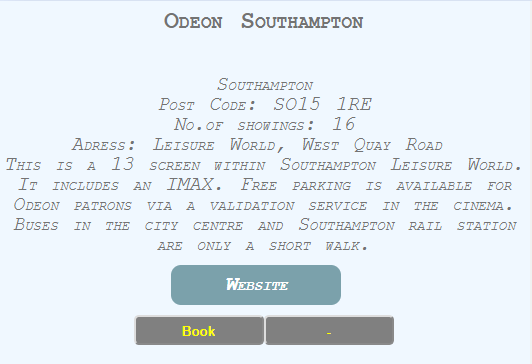 Odeon Southampton
Southampton
Post Code: SO15 1RE
No.of showings: 16
Adress: Leisure World, West Quay Road
This is a 13 screen within Southampton Leisure World.
It includes an IMAX. Free parking is available for
Odeon patrons via a validation service in the cinema.
Buses in the city centre and Southampton rail station
are only a short walk.
Website
Book
-